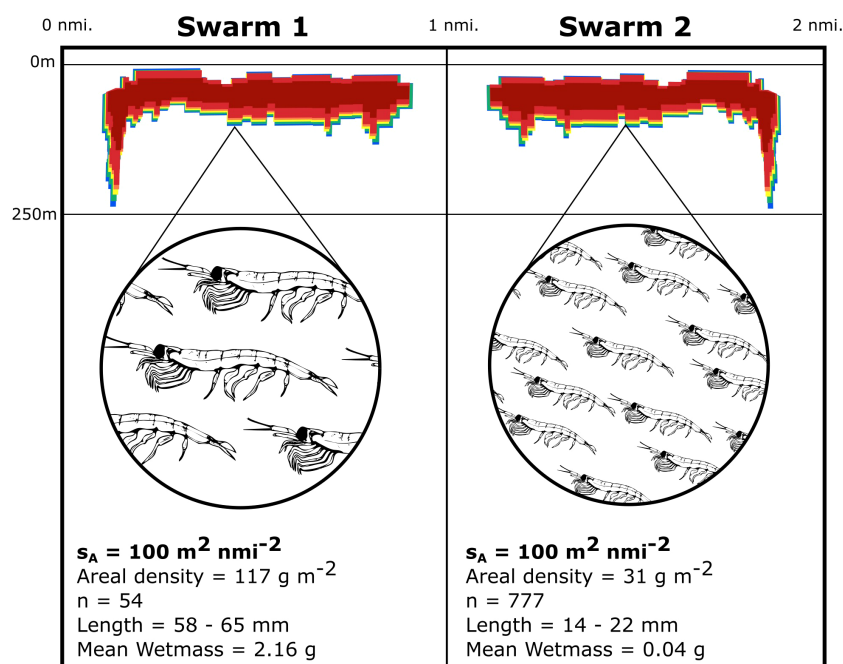 0 nmi. Swarm 1 1 nmi. Swarm 2 2 nmi.
0m
250m
s_A = 100 m² nmi⁻²
Areal density = 117 g m⁻²
n = 54
Length = 58 - 65 mm
Mean Wetmass = 2.16 g
s_A = 100 m² nmi⁻²
Areal density = 31 g m⁻²
n = 777
Length = 14 - 22 mm
Mean Wetmass = 0.04 g